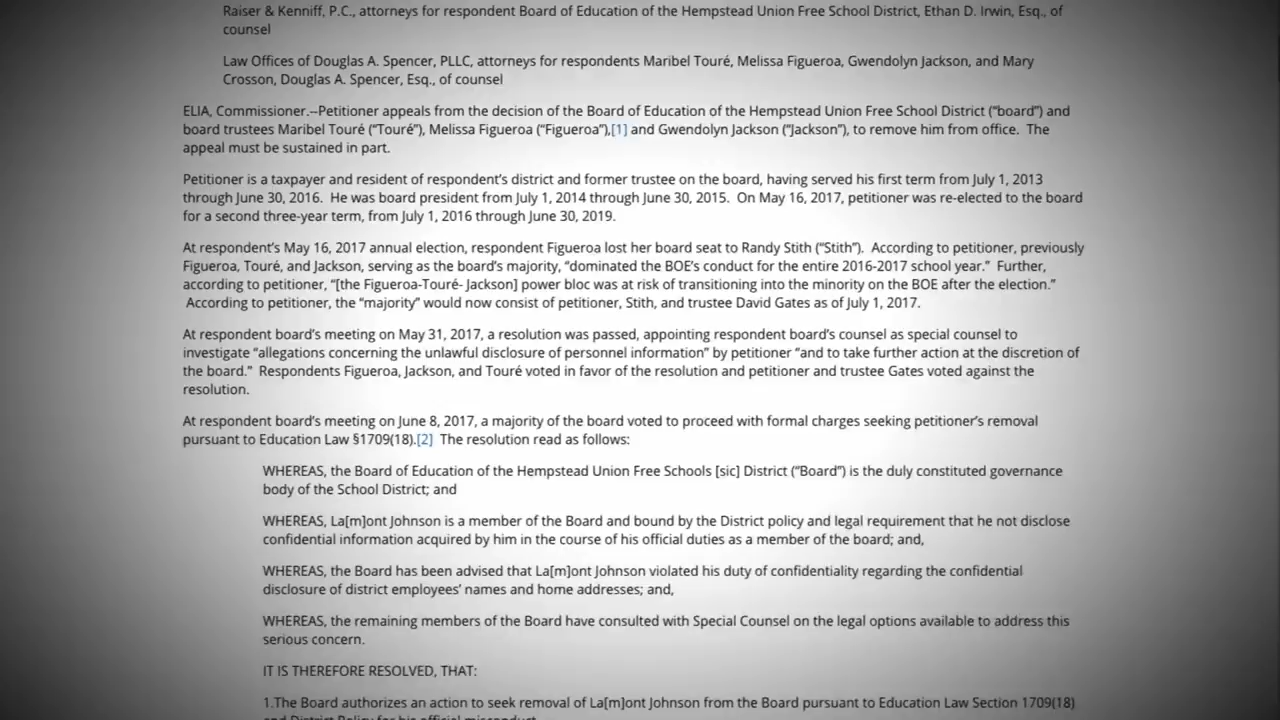 Raiser & Kenniff, P.C., attorneys for respondent Board of Education of the Hempstead Union Free School District, Ethan D. Irwin, Esq., of
counsel
Law Offices of Douglas A. Spencer, PLLC, attorneys for respondents Maribel Touré, Melissa Figueroa, Gwendolyn Jackson, and Mary
Crosson, Douglas A. Spencer, Esq., of counsel
ELIA, Commissioner.--Petitioner appeals from the decision of the Board of Education of the Hempstead Union Free School District (“board”) and
board trustees Maribel Touré (“Touré”), Melissa Figueroa (“Figueroa”),[1] and Gwendolyn Jackson (“Jackson”), to remove him from office.  The
appeal must be sustained in part.
Petitioner is a taxpayer and resident of respondent’s district and former trustee on the board, having served his first term from July 1, 2013
through June 30, 2016.  He was board president from July 1, 2014 through June 30, 2015.  On May 16, 2017, petitioner was re-elected to the board
for a second three-year term, from July 1, 2016 through June 30, 2019.
At respondent’s May 16, 2017 annual election, respondent Figueroa lost her board seat to Randy Stith (“Stith”).  According to petitioner, previously
Figueroa, Touré, and Jackson, serving as the board’s majority, “dominated the BOE’s conduct for the entire 2016-2017 school year.”  Further,
according to petitioner, “[the Figueroa-Touré- Jackson] power bloc was at risk of transitioning into the minority on the BOE after the election.”
According to petitioner, the “majority” would now consist of petitioner, Stith, and trustee David Gates as of July 1, 2017.
At respondent board’s meeting on May 31, 2017, a resolution was passed, appointing respondent board’s counsel as special counsel to
investigate “allegations concerning the unlawful disclosure of personnel information” by petitioner “and to take further action at the discretion of
the board.”  Respondents Figueroa, Jackson, and Touré voted in favor of the resolution and petitioner and trustee Gates voted against the
resolution.
At respondent board’s meeting on June 8, 2017, a majority of the board voted to proceed with formal charges seeking petitioner’s removal
pursuant to Education Law §1709(18).[2]  The resolution read as follows:
WHEREAS, the Board of Education of the Hempstead Union Free Schools [sic] District (“Board”) is the duly constituted governance
body of the School District; and
WHEREAS, La[m]ont Johnson is a member of the Board and bound by the District policy and legal requirement that he not disclose
confidential information acquired by him in the course of his official duties as a member of the board; and,
WHEREAS, the Board has been advised that La[m]ont Johnson violated his duty of confidentiality regarding the confidential
disclosure of district employees’ names and home addresses; and,
WHEREAS, the remaining members of the Board have consulted with Special Counsel on the legal options available to address this
serious concern.
IT IS THEREFORE RESOLVED, THAT:
1.The Board authorizes an action to seek removal of La[m]ont Johnson from the Board pursuant to Education Law Section 1709(18)
and District Policy for his official misconduct